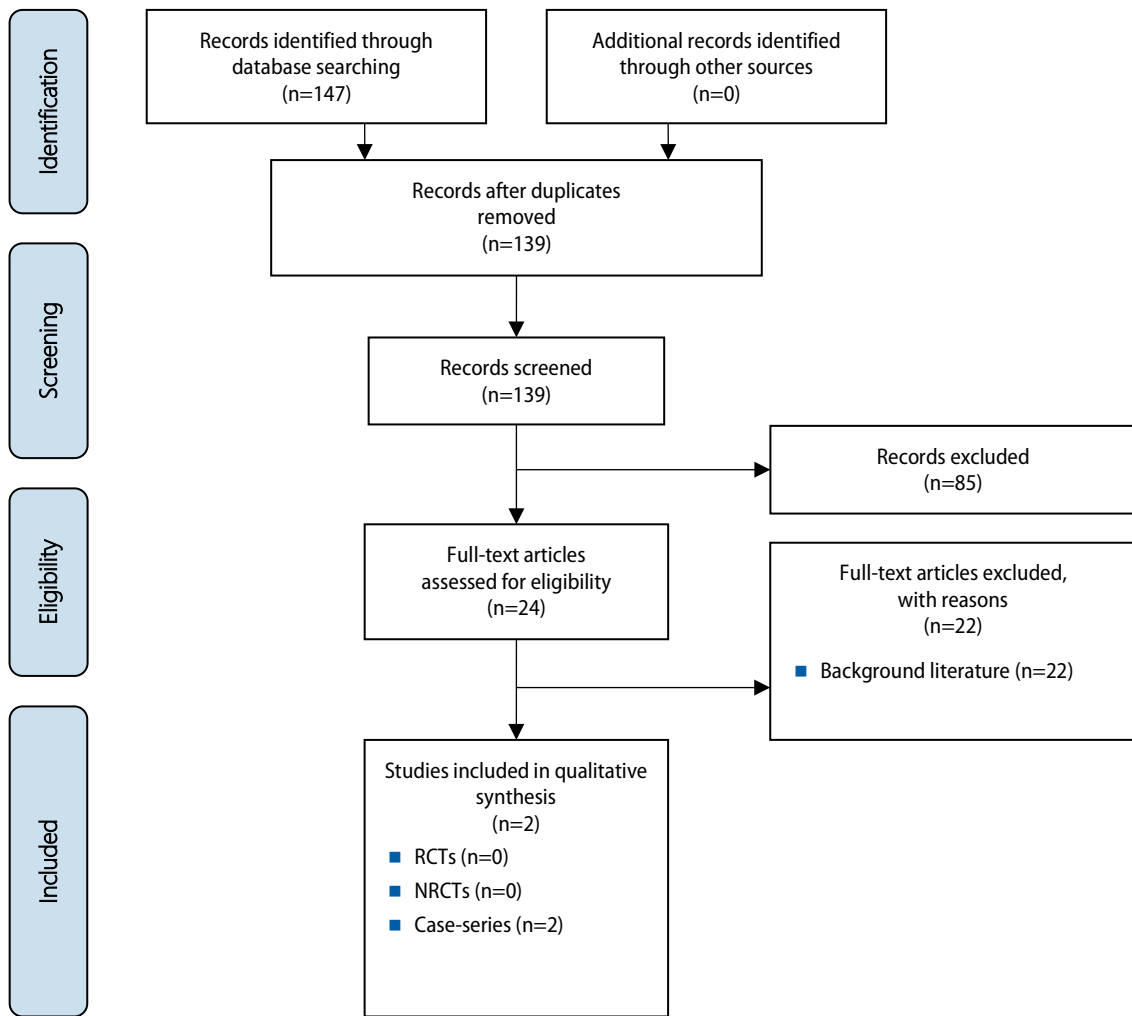 Identification
Records identified through
database searching
(n=147)
Additional records identified
through other sources
(n=0)
Records after duplicates
removed
(n=139)
Screening
Records screened
(n=139)
Records excluded
(n=85)
Eligibility
Full-text articles
assessed for eligibility
(n=24)
Full-text articles excluded,
with reasons
(n=22)
Background literature (n=22)
Included
Studies included in qualitative
synthesis
(n=2)
RCTs (n=0)
NRCTs (n=0)
Case-series (n=2)